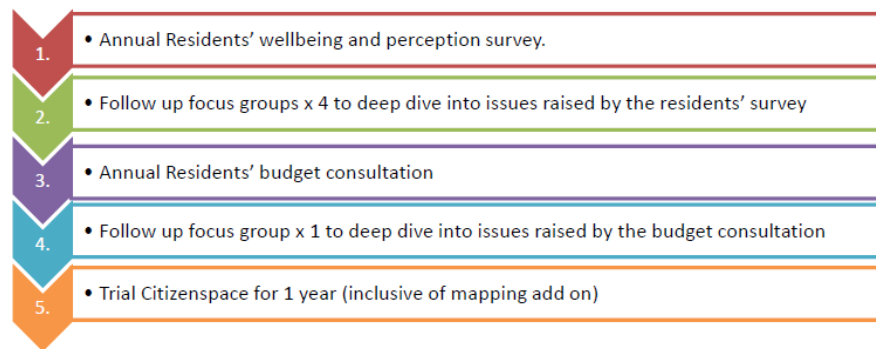 1. • Annual Residents' wellbeing and perception survey.
2. • Follow up focus groups x 4 to deep dive into issues raised by the residents' survey
3. • Annual Residents' budget consultation
4. • Follow up focus group x 1 to deep dive into issues raised by the budget consultation
5. • Trial Citizenspace for 1 year (inclusive of mapping add on)